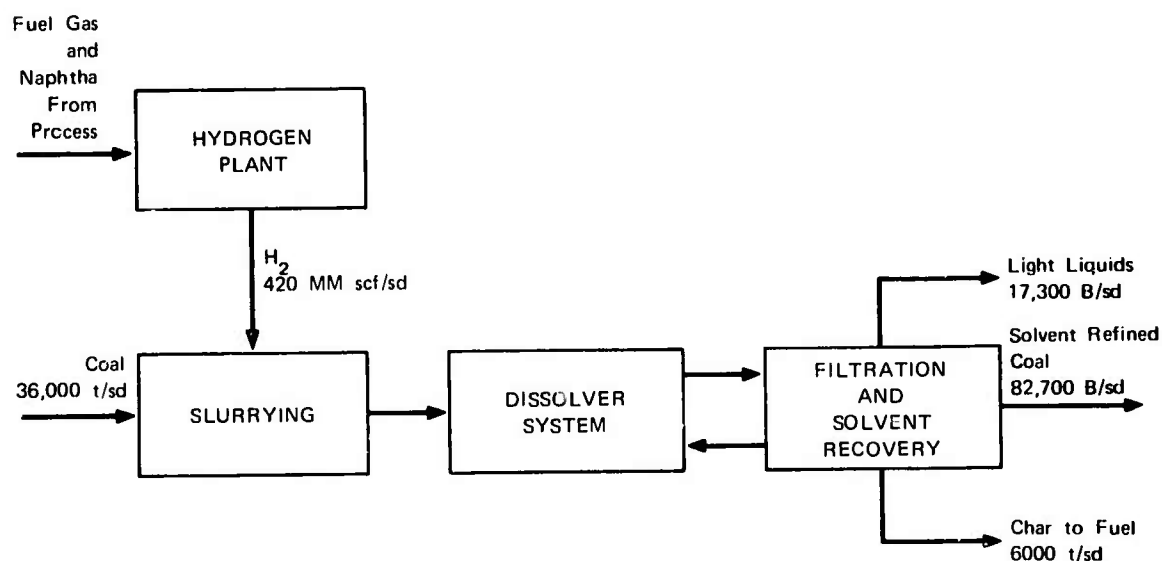 Fuel Gas
and
Naphtha
From
Process
HYDROGEN
PLANT
H2
420 MM scf/sd
Coal
36,000 t/sd
SLURRYING
DISSOLVER
SYSTEM
FILTRATION
AND
SOLVENT
RECOVERY
Light Liquids
17,300 B/sd
Solvent Refined
Coal
82,700 B/sd
Char to Fuel
6000 t/sd